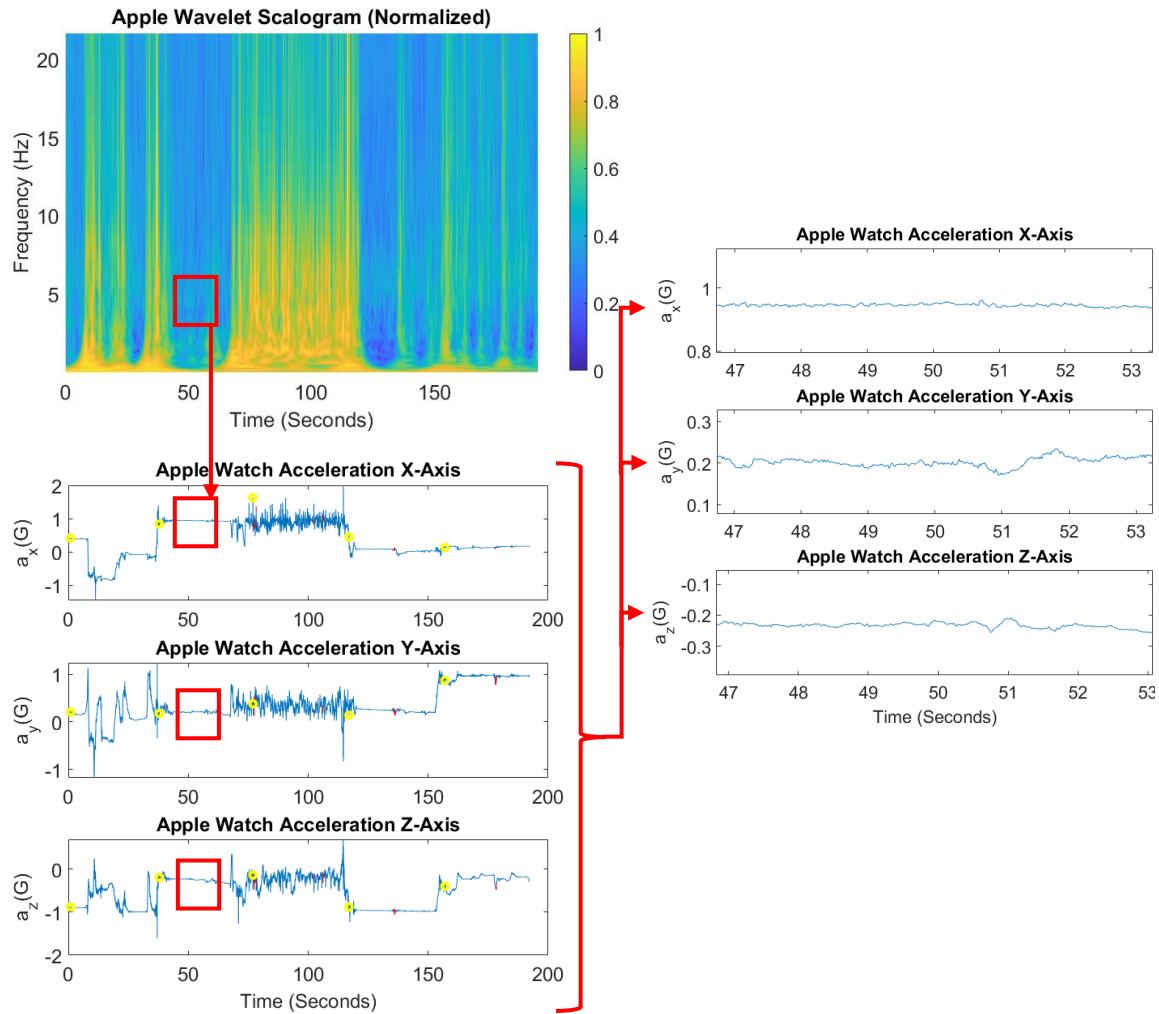 Apple Wavelet Scalogram (Normalized)
Frequency (Hz)
20
15
10
5
0 50 100 150
Time (Seconds)
1
0.8
0.6
0.4
0.2
0
Apple Watch Acceleration X-Axis
a_x(G)
2
1
0
-1
0 50 100 150 200
Apple Watch Acceleration Y-Axis
a_y(G)
1
0
-1
0 50 100 150 200
Apple Watch Acceleration Z-Axis
a_z(G)
0
-1
-2
0 50 100 150 200
Time (Seconds)
Apple Watch Acceleration X-Axis
a_x(G)
1
0.8
47 48 49 50 51 52 53
Apple Watch Acceleration Y-Axis
a_y(G)
0.3
0.2
0.1
47 48 49 50 51 52 53
Apple Watch Acceleration Z-Axis
a_z(G)
-0.1
-0.2
-0.3
47 48 49 50 51 52 53
Time (Seconds)